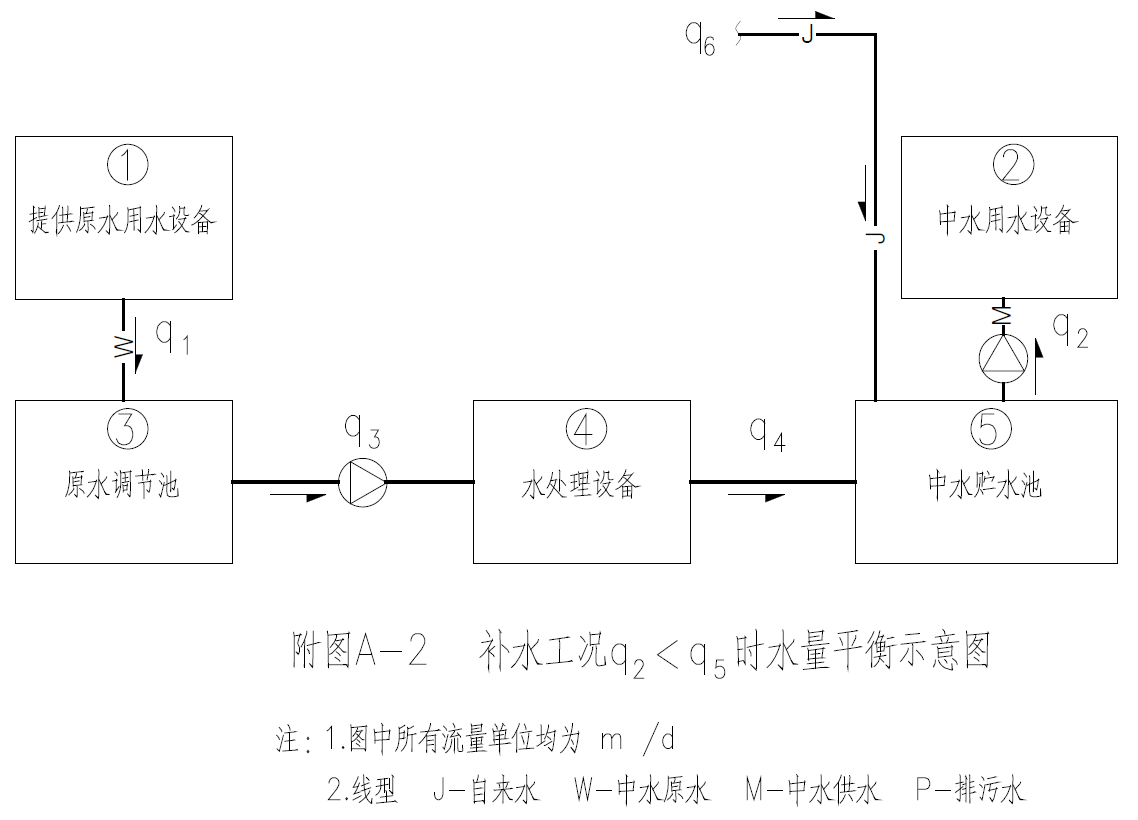 q6
J
①
提供原水用水设备
②
中水用水设备
J
W
q1
M
q2
③
原水调节池
q3
④
水处理设备
q4
⑤
中水贮水池
附图A-2 补水工况q2<q5时水量平衡示意图
注: 1.图中所有流量单位均为 m /d
2.线型 J-自来水 W-中水原水 M-中水供水 P-排污水